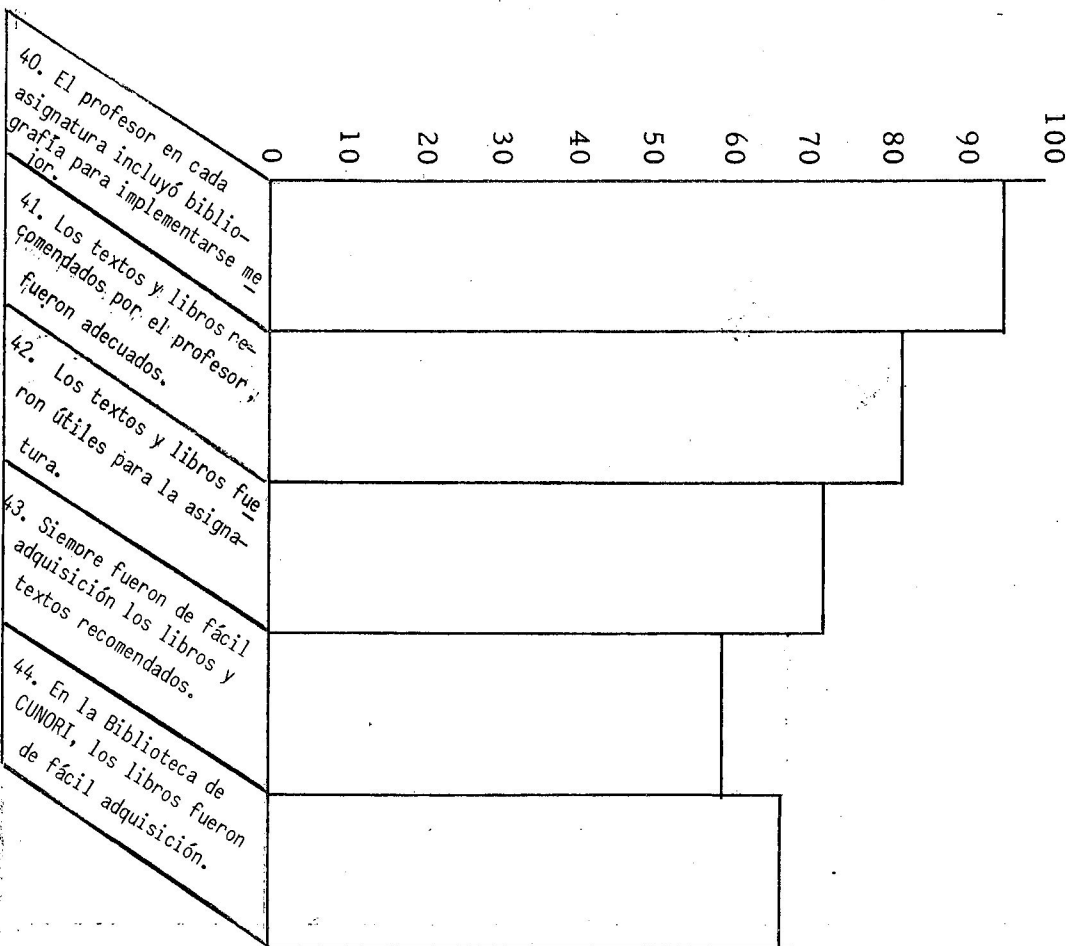 0
10
20
30
40
50
60
70
80
90
100
40. El profesor en cada
asignatura incluyó biblio-
grafía para implementarse me
jor.
41. Los textos y libros re-
comendados por el profesor,
fueron adecuados.
42. Los textos y libros fue
ron útiles para la asigna-
tura.
43. Siempre fueron de fácil
adquisición los libros y
textos recomendados.
44. En la Biblioteca de
CUNORI, los libros fueron
de fácil adquisición.